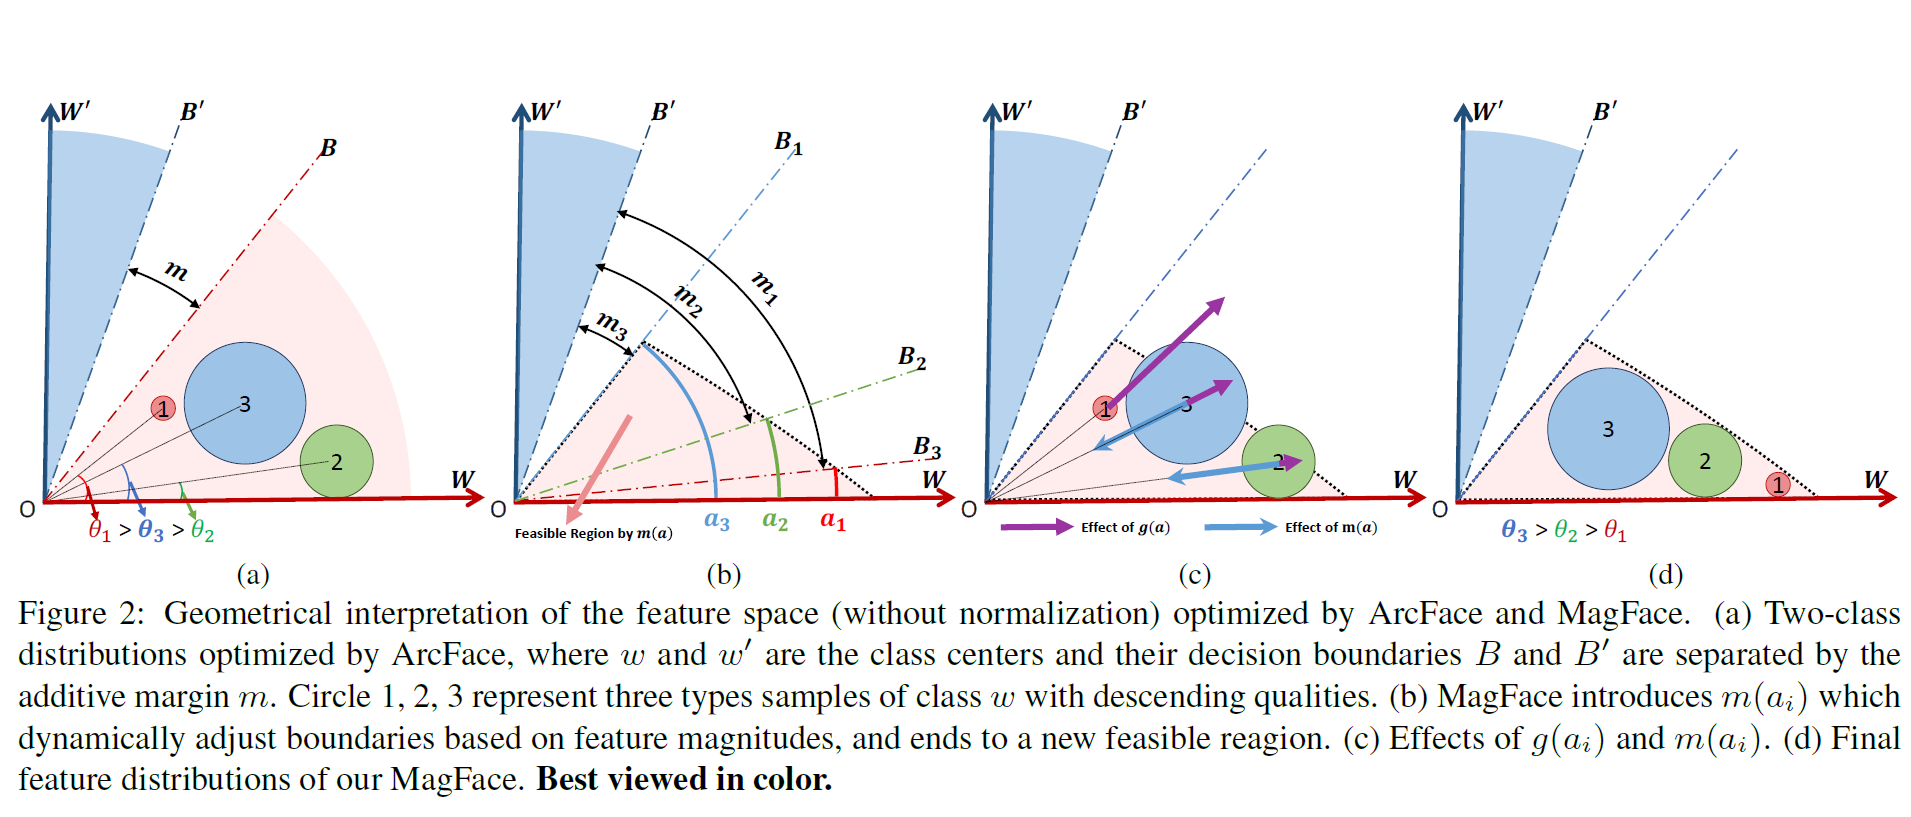 W′ B′ B m 1 3 2 W O
θ1 > θ3 > θ2
(a)
W′ B′ B1 m1 m2 m3 B2 B3 W O
a3 a2 a1
Feasible Region by m(a)
(b)
W′ B′ 1 3 2 W O
Effect of g(a) Effect of m(a)
(c)
W′ B′ 3 2 1 W O
θ3 > θ2 > θ1
(d)
Figure 2: Geometrical interpretation of the feature space (without normalization) optimized by ArcFace and MagFace. (a) Two-class
distributions optimized by ArcFace, where w and w′ are the class centers and their decision boundaries B and B′ are separated by the
additive margin m. Circle 1, 2, 3 represent three types samples of class w with descending qualities. (b) MagFace introduces m(ai) which
dynamically adjust boundaries based on feature magnitudes, and ends to a new feasible reagion. (c) Effects of g(ai) and m(ai). (d) Final
feature distributions of our MagFace. Best viewed in color.